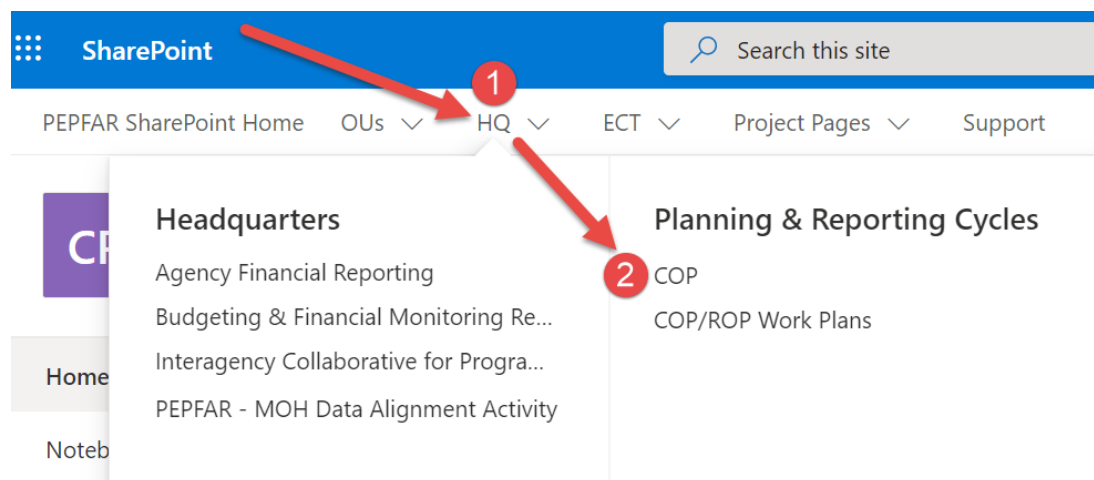 SharePoint
Search this site
1
PEPFAR SharePoint Home OUs HQ ECT Project Pages Support
Headquarters
Agency Financial Reporting
Budgeting & Financial Monitoring Re...
Interagency Collaborative for Progra...
PEPFAR - MOH Data Alignment Activity
Planning & Reporting Cycles
2 COP
COP/ROP Work Plans
Home
Noteb